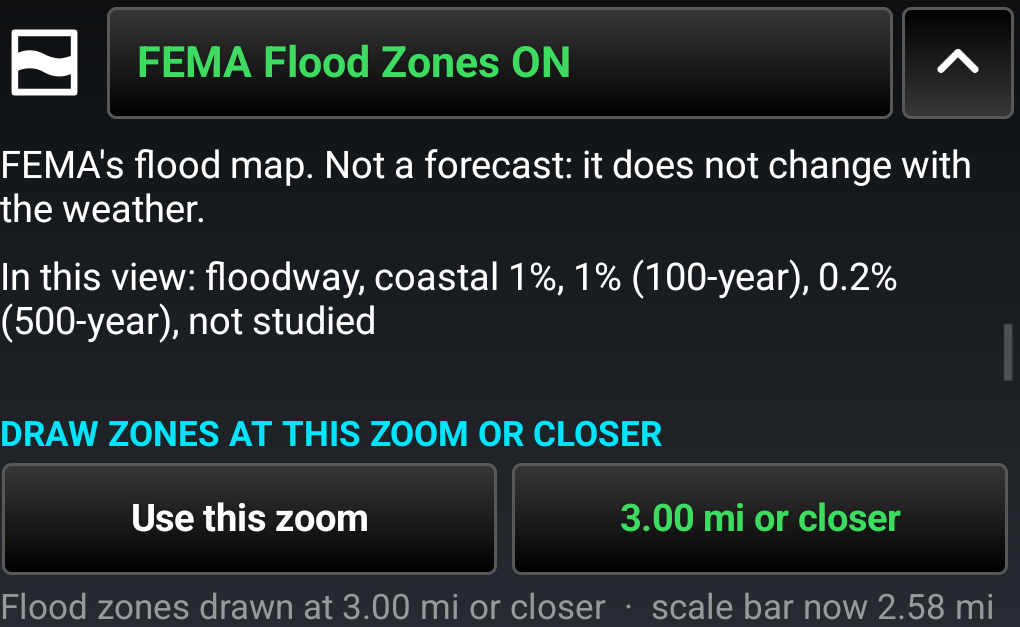 FEMA Flood Zones ON
FEMA's flood map. Not a forecast: it does not change with
the weather.
In this view: floodway, coastal 1%, 1% (100-year), 0.2%
(500-year), not studied
DRAW ZONES AT THIS ZOOM OR CLOSER
Use this zoom
3.00 mi or closer
Flood zones drawn at 3.00 mi or closer · scale bar now 2.58 mi